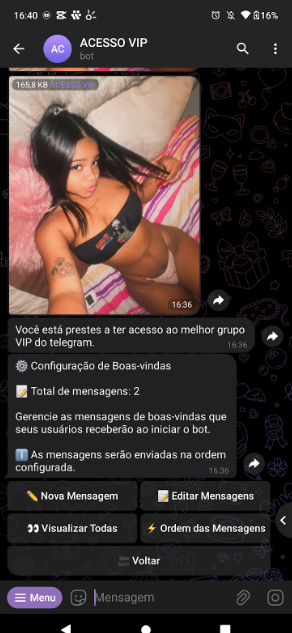 16:40
16%
AC
ACESSO VIP
bot
165,8 KB ACESSO VIP
16:36
Você está prestes a ter acesso ao melhor grupo
VIP do telegram.
16:36
⚙️ Configuração de Boas-vindas
📝 Total de mensagens: 2
Gerencie as mensagens de boas-vindas que
seus usuários receberão ao iniciar o bot.
ℹ️ As mensagens serão enviadas na ordem
configurada.
16:36
✏️ Nova Mensagem
📝 Editar Mensagens
👀 Visualizar Todas
⚡ Ordem das Mensagens
🔙 Voltar
Menu
Mensagem